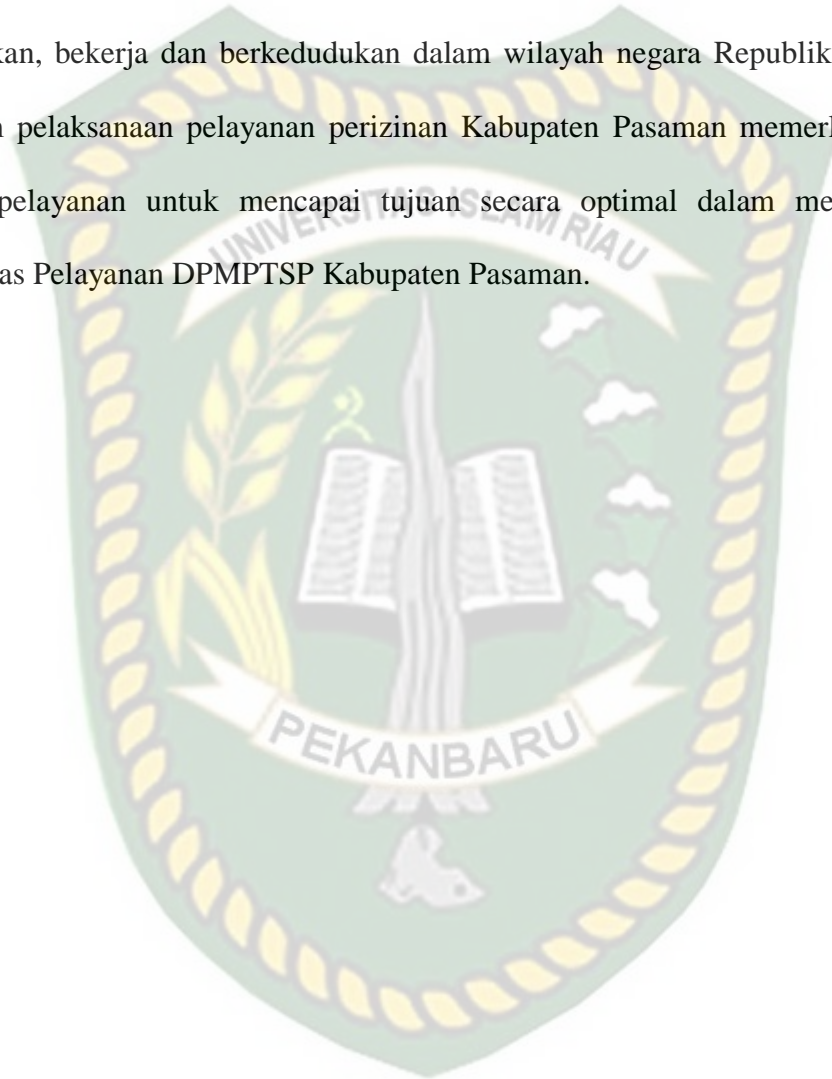 kan, bekerja dan berkedudukan dalam wilayah negara Republik
pelaksanaan pelayanan perizinan Kabupaten Pasaman memerl
pelayanan untuk mencapai tujuan secara optimal dalam me
as Pelayanan DPMPTSP Kabupaten Pasaman.
UNIVERSITAS ISLAM RIAU
PEKANBARU